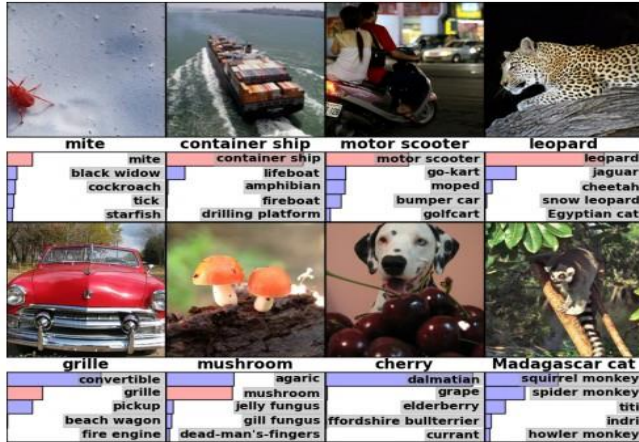 mite
container ship
motor scooter
leopard
mite
black widow
cockroach
tick
starfish
container ship
lifeboat
amphibian
fireboat
drilling platform
motor scooter
go-kart
moped
bumper car
golfcart
leopard
jaguar
cheetah
snow leopard
Egyptian cat
grille
mushroom
cherry
Madagascar cat
convertible
grille
pickup
beach wagon
fire engine
agaric
mushroom
jelly fungus
gill fungus
dead-man's-fingers
dalmatian
grape
elderberry
ffordshire bullterrier
currant
squirrel monkey
spider monkey
titi
indri
howler monkey